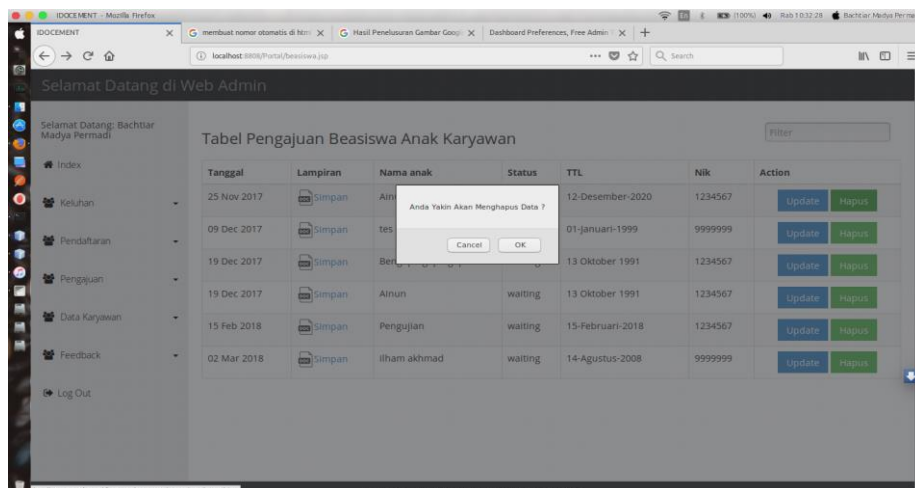 IDOCEMENT - Mozilla Firefox
(100%) Rab 10:32:28 Bachtiar Madya Perma
IDOCEMENT
membuat nomor otomatis di html
Hasil Penelusuran Gambar Googl
Dashboard Preferences, Free Admin
localhost:8808/Portal/beasiswa.jsp
Search
Selamat Datang di Web Admin
Selamat Datang: Bachtiar
Madya Permadi
Index
Keluhan
Pendaftaran
Pengajuan
Data Karyawan
Feedback
Log Out
Tabel Pengajuan Beasiswa Anak Karyawan
Filter
Tanggal Lampiran Nama anak Status TTL Nik Action
25 Nov 2017 Simpan 12-Desember-2020 1234567 Update Hapus
09 Dec 2017 Simpan tes 01-Januari-1999 9999999 Update Hapus
19 Dec 2017 Simpan 13 Oktober 1991 1234567 Update Hapus
19 Dec 2017 Simpan Ainun waiting 13 Oktober 1991 1234567 Update Hapus
15 Feb 2018 Simpan Pengujian waiting 15-Februari-2018 1234567 Update Hapus
02 Mar 2018 Simpan ilham akhmad waiting 14-Agustus-2008 9999999 Update Hapus
Anda Yakin Akan Menghapus Data ?
Cancel OK